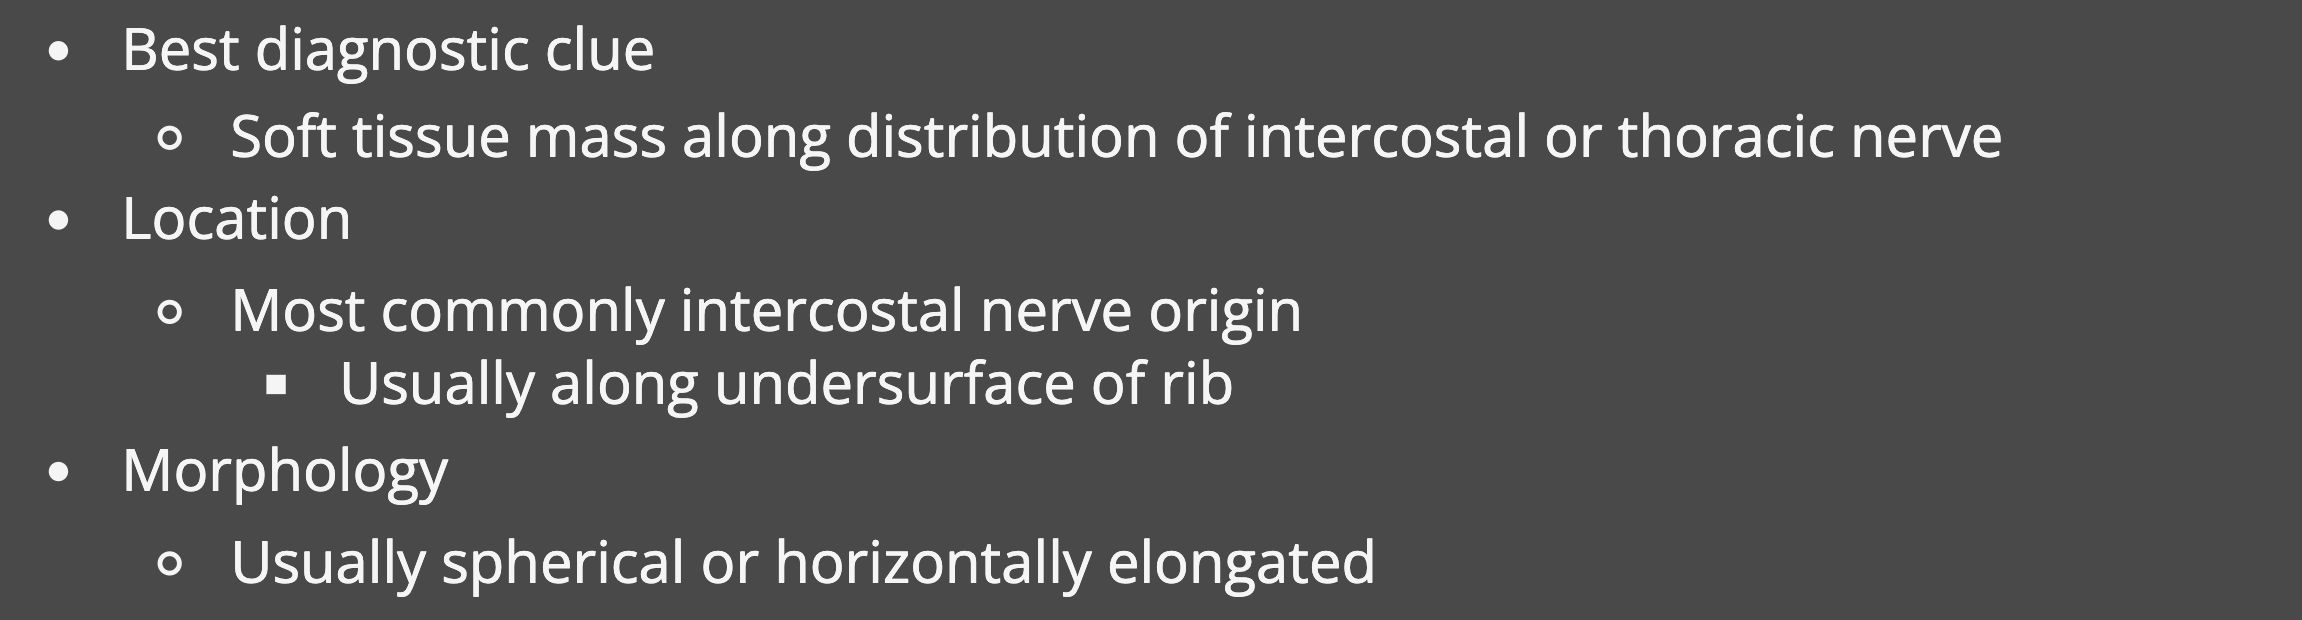 • Best diagnostic clue
○ Soft tissue mass along distribution of intercostal or thoracic nerve
• Location
○ Most commonly intercostal nerve origin
▪ Usually along undersurface of rib
• Morphology
○ Usually spherical or horizontally elongated